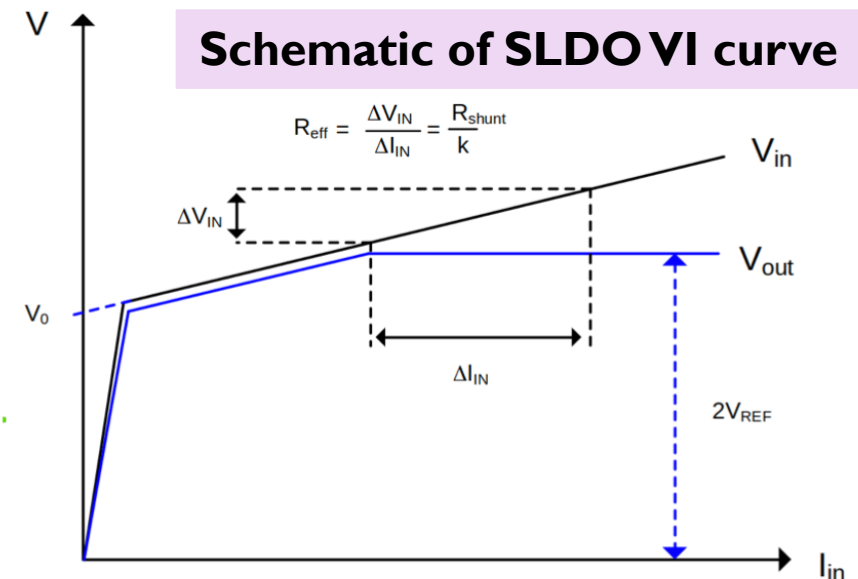 V
Schematic of SLDO VI curve
R_eff = ΔV_IN / ΔI_IN = R_shunt / k
V_in
ΔV_IN
V_out
V_0
ΔI_IN
2V_REF
I_in